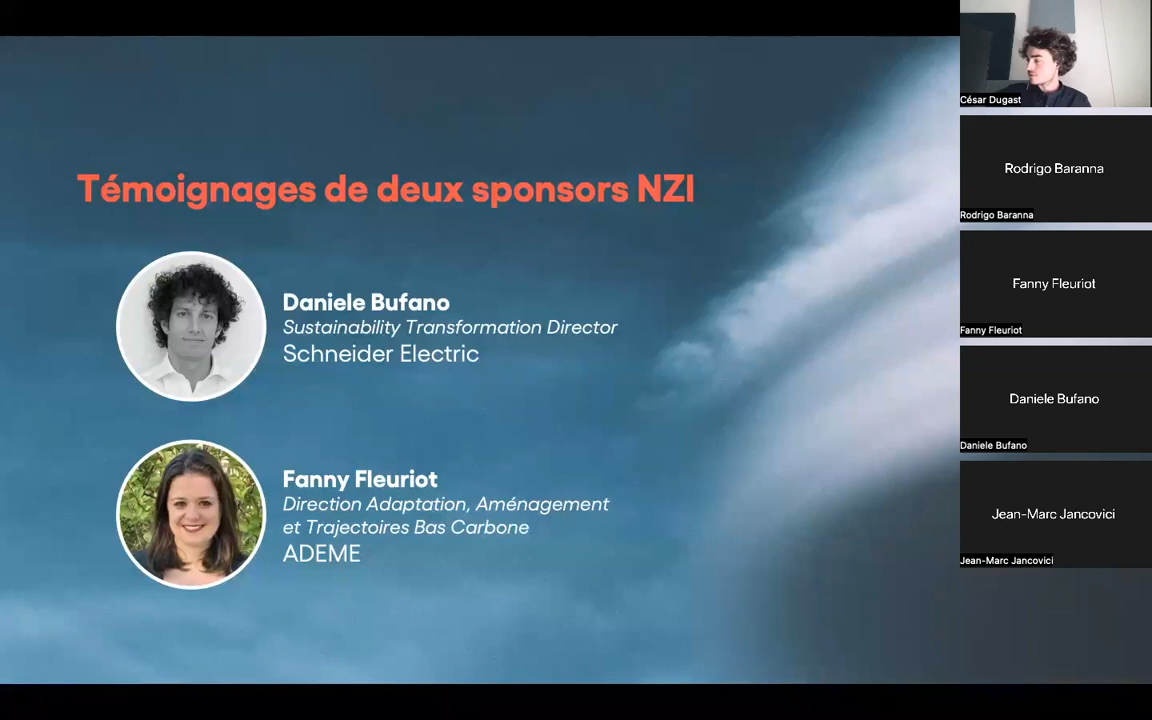 Témoignages de deux sponsors NZI
Daniele Bufano
Sustainability Transformation Director
Schneider Electric
Fanny Fleuriot
Direction Adaptation, Aménagement
et Trajectoires Bas Carbone
ADEME
César Dugast
Rodrigo Baranna
Rodrigo Baranna
Fanny Fleuriot
Fanny Fleuriot
Daniele Bufano
Daniele Bufano
Jean-Marc Jancovici
Jean-Marc Jancovici